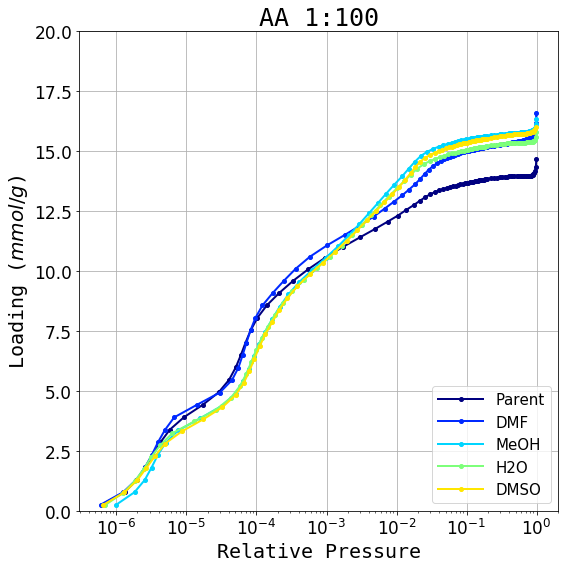 AA 1:100
20.0
17.5
15.0
12.5
10.0
7.5
5.0
2.5
0.0
Loading (mmol/g)
10⁻⁶ 10⁻⁵ 10⁻⁴ 10⁻³ 10⁻² 10⁻¹ 10⁰
Relative Pressure
Parent
DMF
MeOH
H2O
DMSO